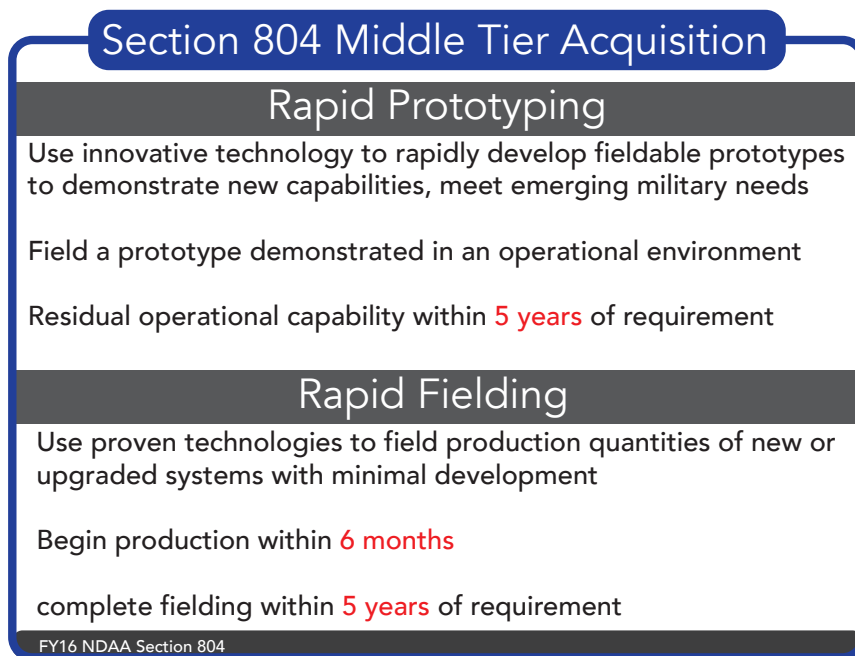 Section 804 Middle Tier Acquisition
Rapid Prototyping
Use innovative technology to rapidly develop fieldable prototypes
to demonstrate new capabilities, meet emerging military needs
Field a prototype demonstrated in an operational environment
Residual operational capability within 5 years of requirement
Rapid Fielding
Use proven technologies to field production quantities of new or
upgraded systems with minimal development
Begin production within 6 months
complete fielding within 5 years of requirement
FY16 NDAA Section 804